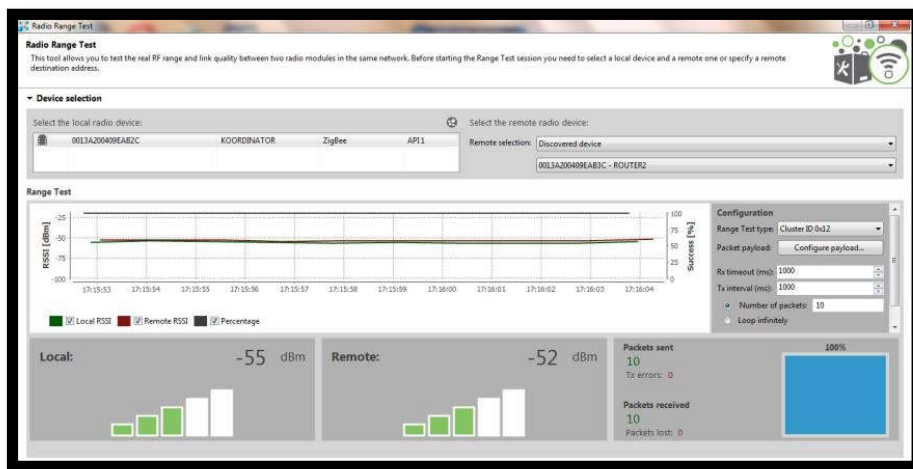 Radio Range Test
Radio Range Test
This tool allows you to test the real RF range and link quality between two radio modules in the same network. Before starting the Range Test session you need to select a local device and a remote one or specify a remote
destination address.
Device selection
Select the local radio device:
0013A200409EAB2C KOORDINATOR ZigBee API 1
Select the remote radio device:
Remote selection: Discovered device
0013A200409EAB3C - ROUTER2
Range Test
RSSI [dBm]
-25
-50
-75
-100
100
75
50
25
0
Success [%]
17:15:53 17:15:54 17:15:55 17:15:56 17:15:57 17:15:58 17:15:59 17:16:00 17:16:01 17:16:02 17:16:03 17:16:04
Local RSSI Remote RSSI Percentage
Configuration
Range Test type: Cluster ID 0x12
Packet payload: Configure payload...
Rx timeout (ms): 1000
Tx interval (ms): 1000
Number of packets: 10
Loop infinitely
Local: -55 dBm
Remote: -52 dBm
Packets sent
10
Tx errors: 0
Packets received
10
Packets lost: 0
100%